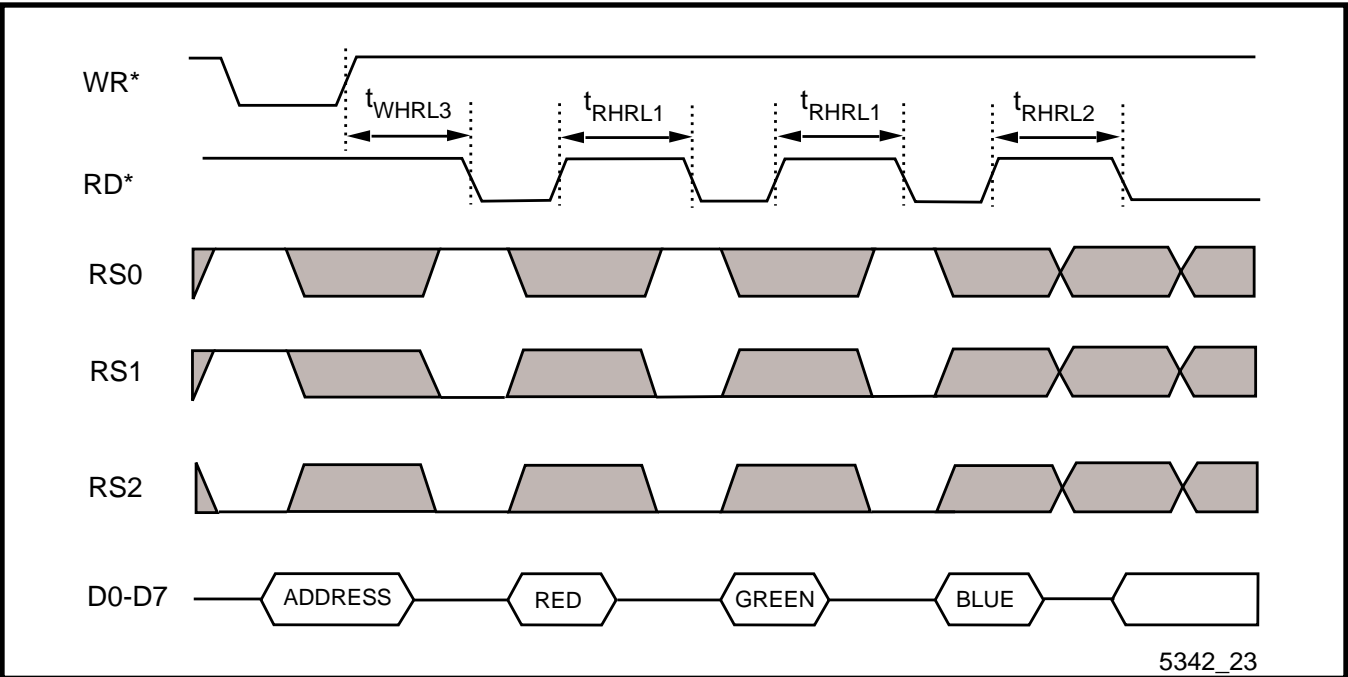 WR*
tWHRL3
tRHRL1
tRHRL1
tRHRL2
RD*
RS0
RS1
RS2
D0-D7
ADDRESS
RED
GREEN
BLUE
5342_23